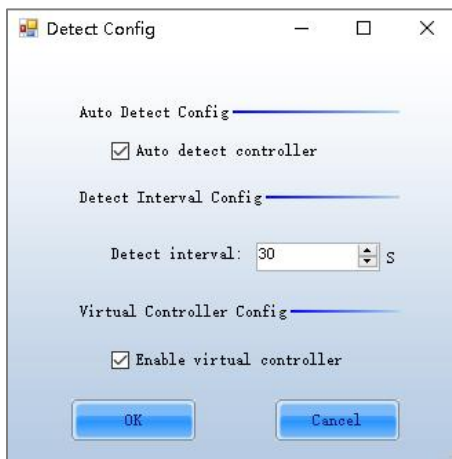 Detect Config
Auto Detect Config
Auto detect controller
Detect Interval Config
Detect interval: 30 S
Virtual Controller Config
Enable virtual controller
OK Cancel